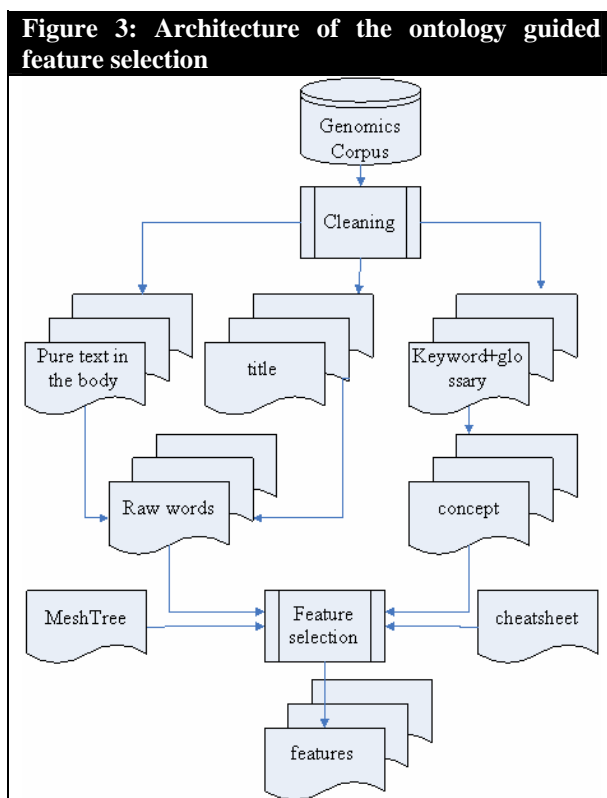 Figure 3: Architecture of the ontology guided
feature selection
Genomics
Corpus
Cleaning
Pure text in
the body
title
Keyword+glo
ssary
Raw words
concept
MeshTree
Feature
selection
cheatsheet
features